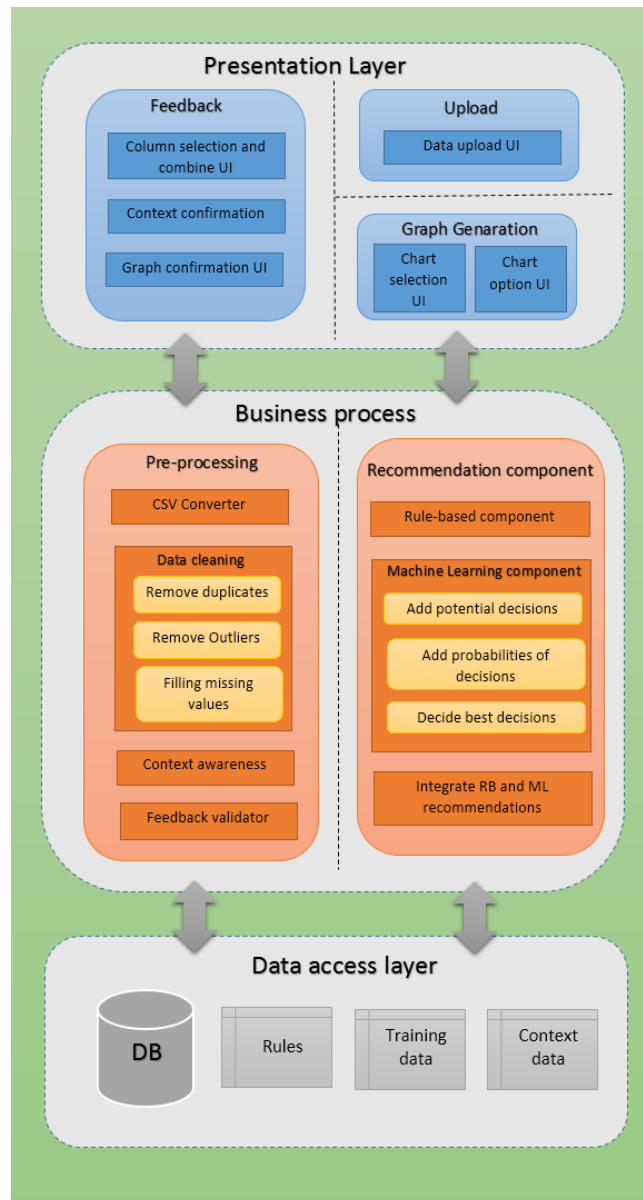 Presentation Layer
Feedback
Column selection and
combine UI
Context confirmation
Graph confirmation UI
Upload
Data upload UI
Graph Genaration
Chart
selection
UI
Chart
option UI
Business process
Pre-processing
CSV Converter
Data cleaning
Remove duplicates
Remove Outliers
Filling missing
values
Context awareness
Feedback validator
Recommendation component
Rule-based component
Machine Learning component
Add potential decisions
Add probabilities of
decisions
Decide best decisions
Integrate RB and ML
recommendations
Data access layer
DB
Rules
Training
data
Context
data